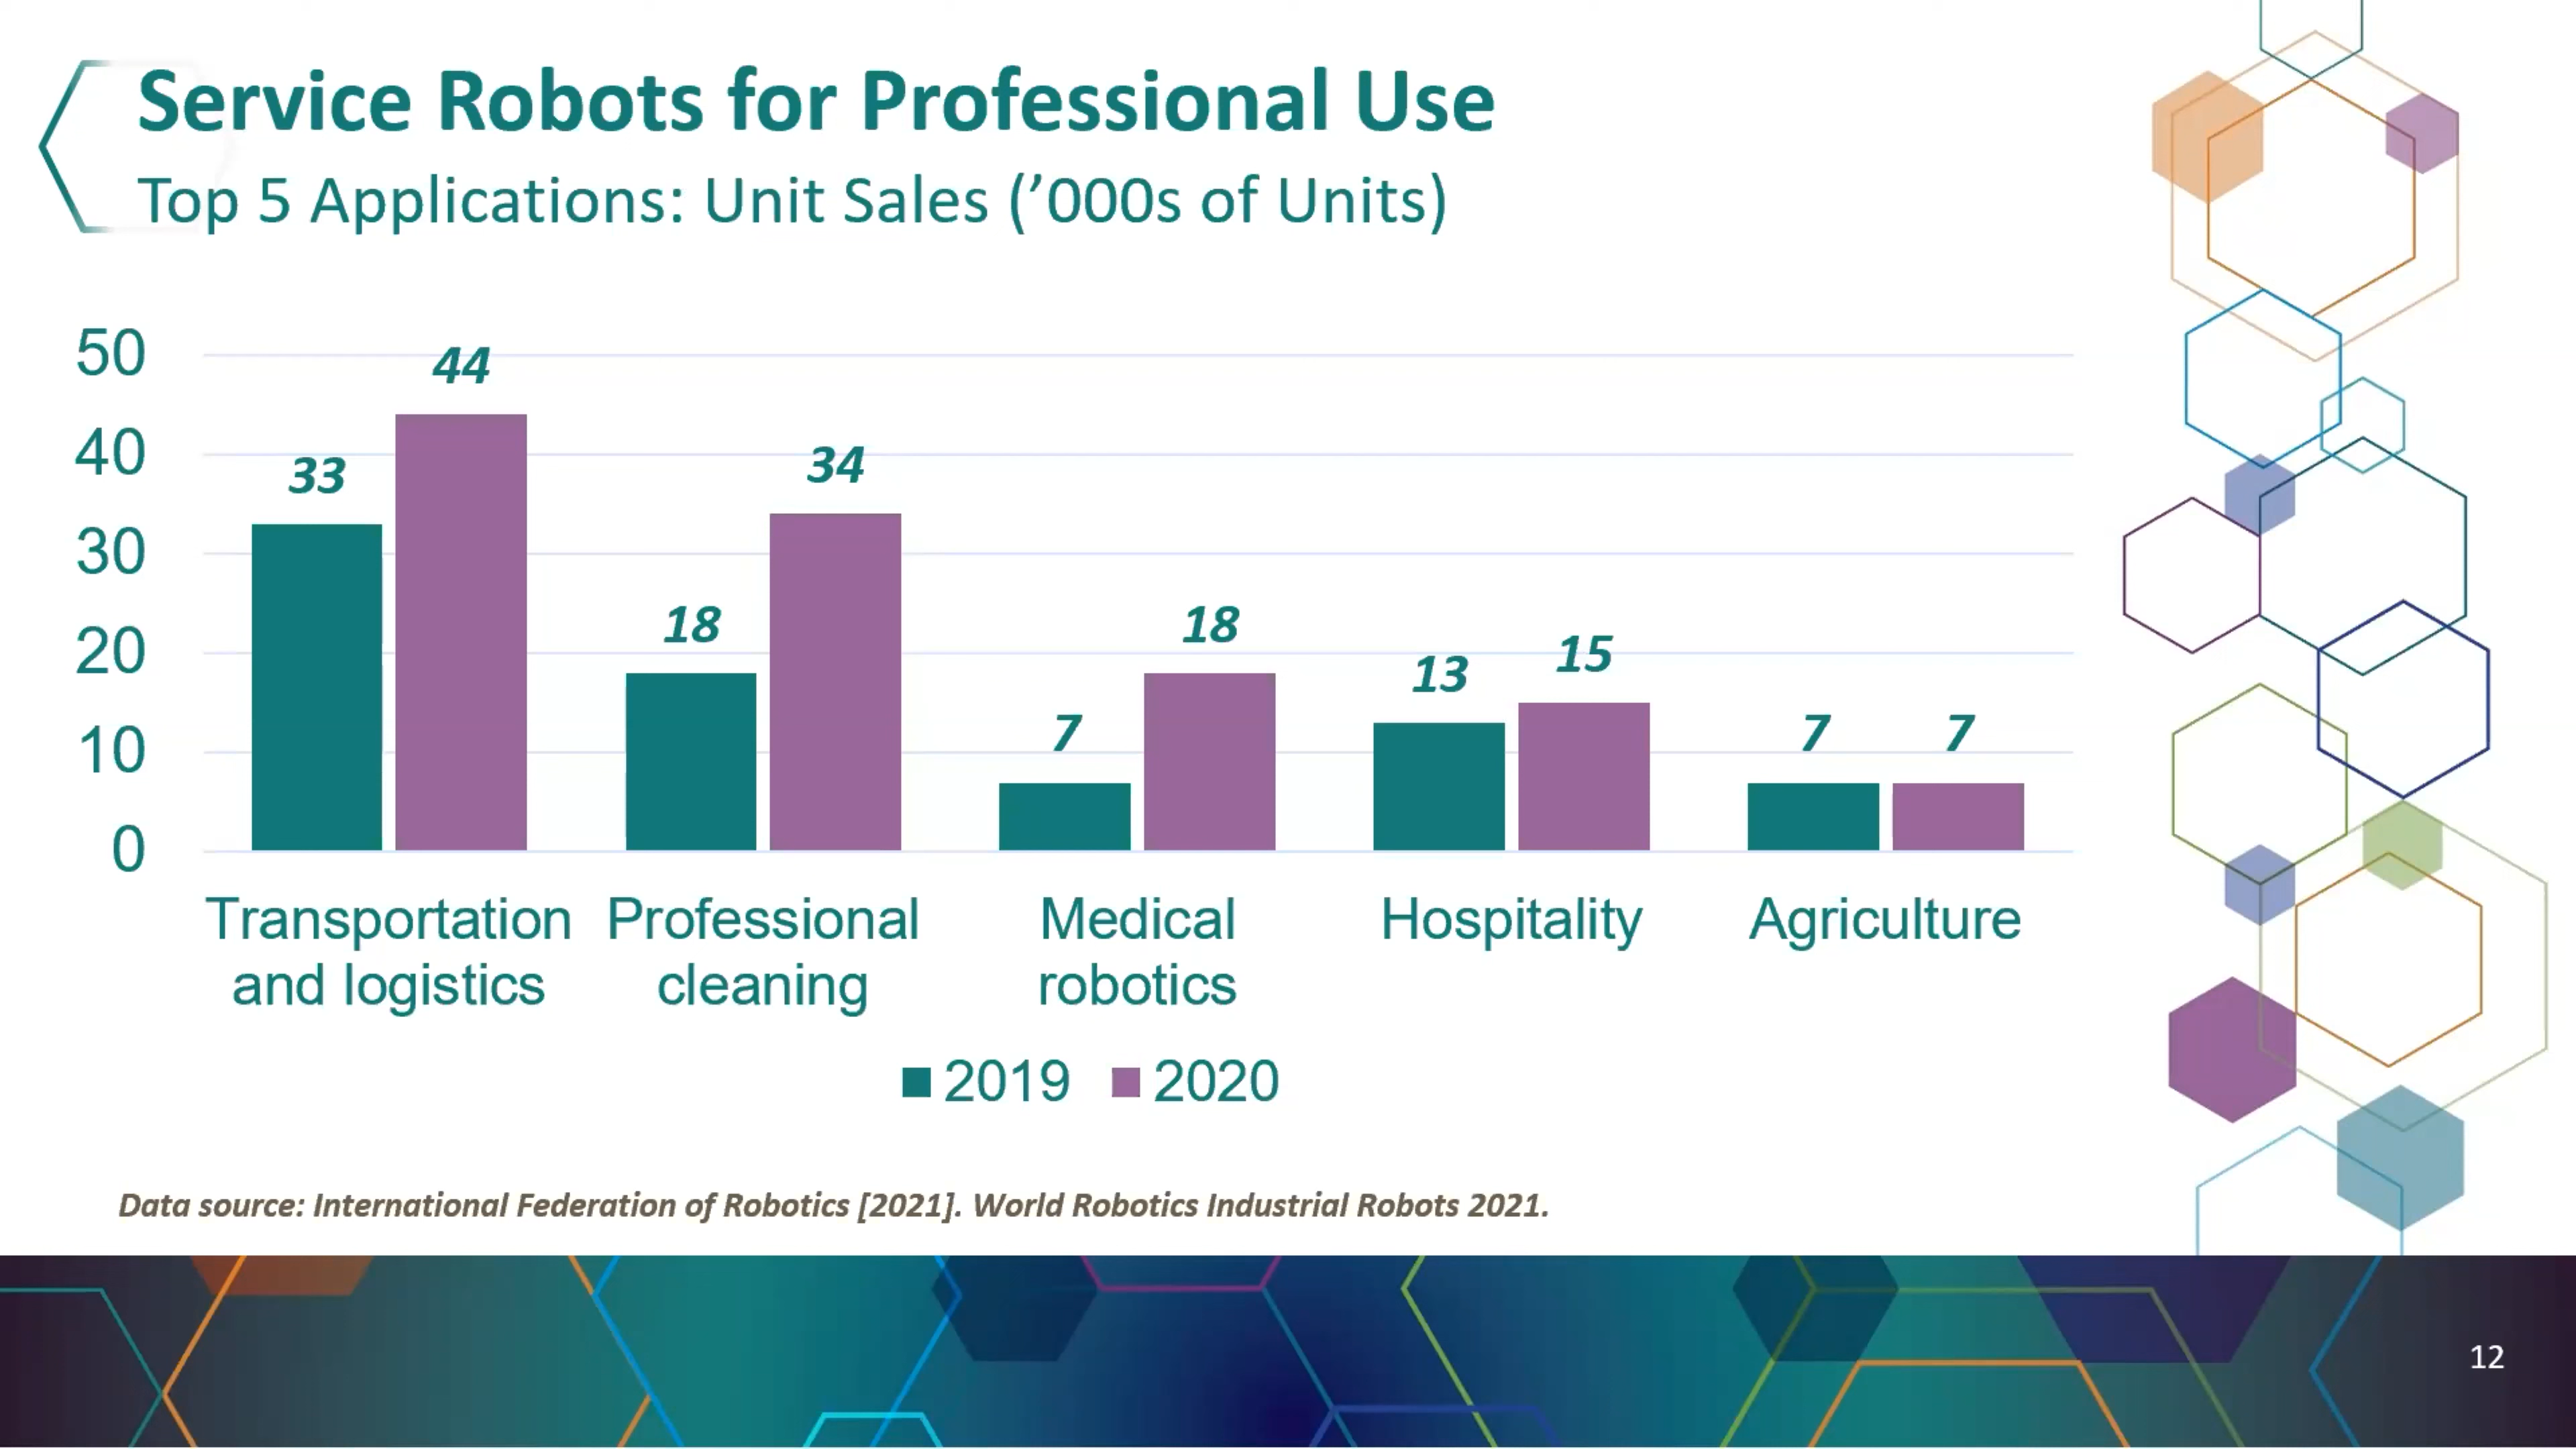 Service Robots for Professional Use
Top 5 Applications: Unit Sales (’000s of Units)
50
40
30
20
10
0
33
44
18
34
7
18
13
15
7
7
Transportation
and logistics
Professional
cleaning
Medical
robotics
Hospitality
Agriculture
2019
2020
Data source: International Federation of Robotics [2021]. World Robotics Industrial Robots 2021.
12